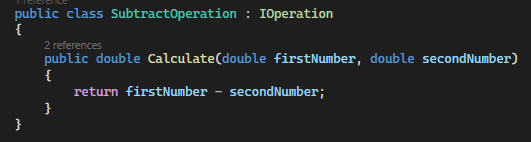 1 reference
public class SubtractOperation : IOperation
{
2 references
public double Calculate(double firstNumber, double secondNumber)
{
return firstNumber - secondNumber;
}
}